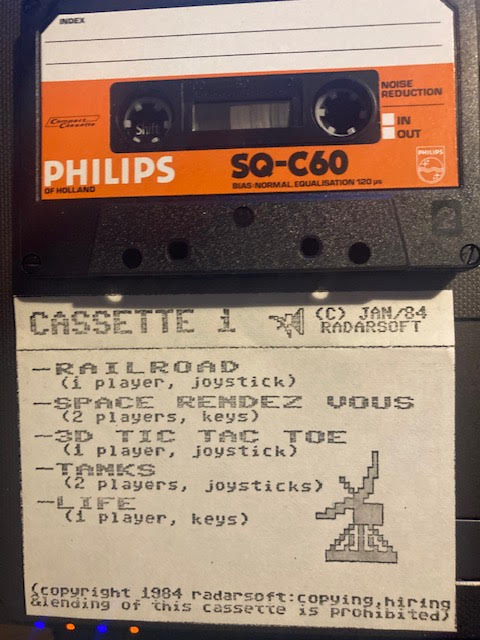 INDEX
Compact
Cassette
Shift
NOISE
REDUCTION
IN
OUT
PHILIPS
OF HOLLAND
SQ-C60
BIAS·NORMAL EQUALISATION 120 µs
PHILIPS
2
CASSETTE 1
(C) JAN/84
RADARSOFT
—RAILROAD
(1 player, joystick)
—SPACE RENDEZ VOUS
(2 players, keys)
—3D TIC TAC TOE
(1 player, joystick)
—TANKS
(2 players, joysticks)
—LIFE
(1 player, keys)
(copyright 1984 radarsoft:copying,hiring
&lending of this cassette is prohibited)